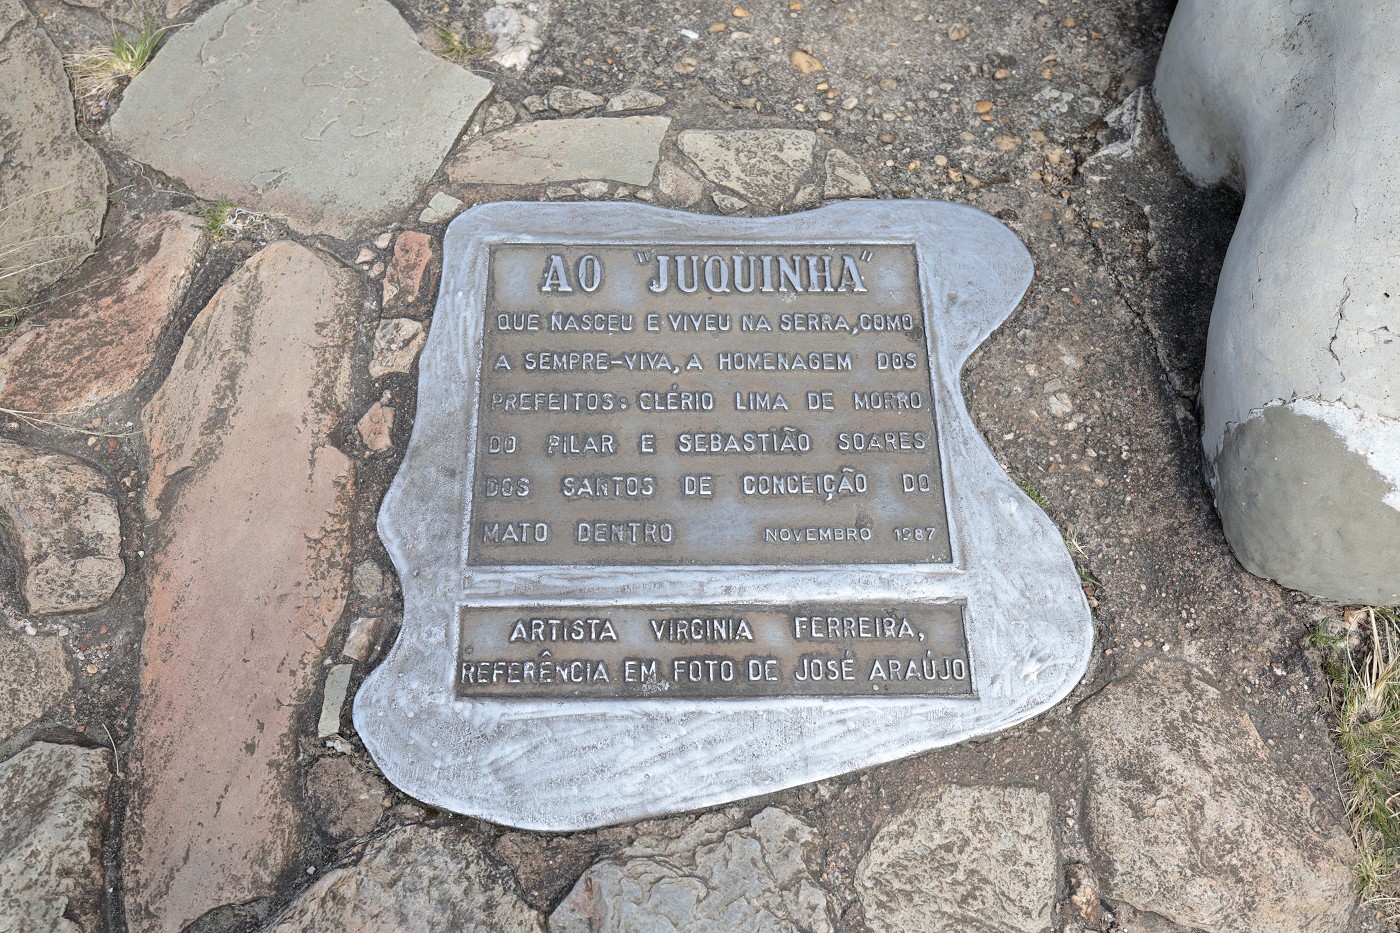 AO "JUQUINHA"
QUE NASCEU E VIVEU NA SERRA, COMO
A SEMPRE-VIVA, A HOMENAGEM DOS
PREFEITOS: CLÉRIO LIMA DE MORRO
DO PILAR E SEBASTIÃO SOARES
DOS SANTOS DE CONCEIÇÃO DO
MATO DENTRO NOVEMBRO 1987
ARTISTA VIRGINIA FERREIRA,
REFERÊNCIA EM FOTO DE JOSÉ ARAÚJO